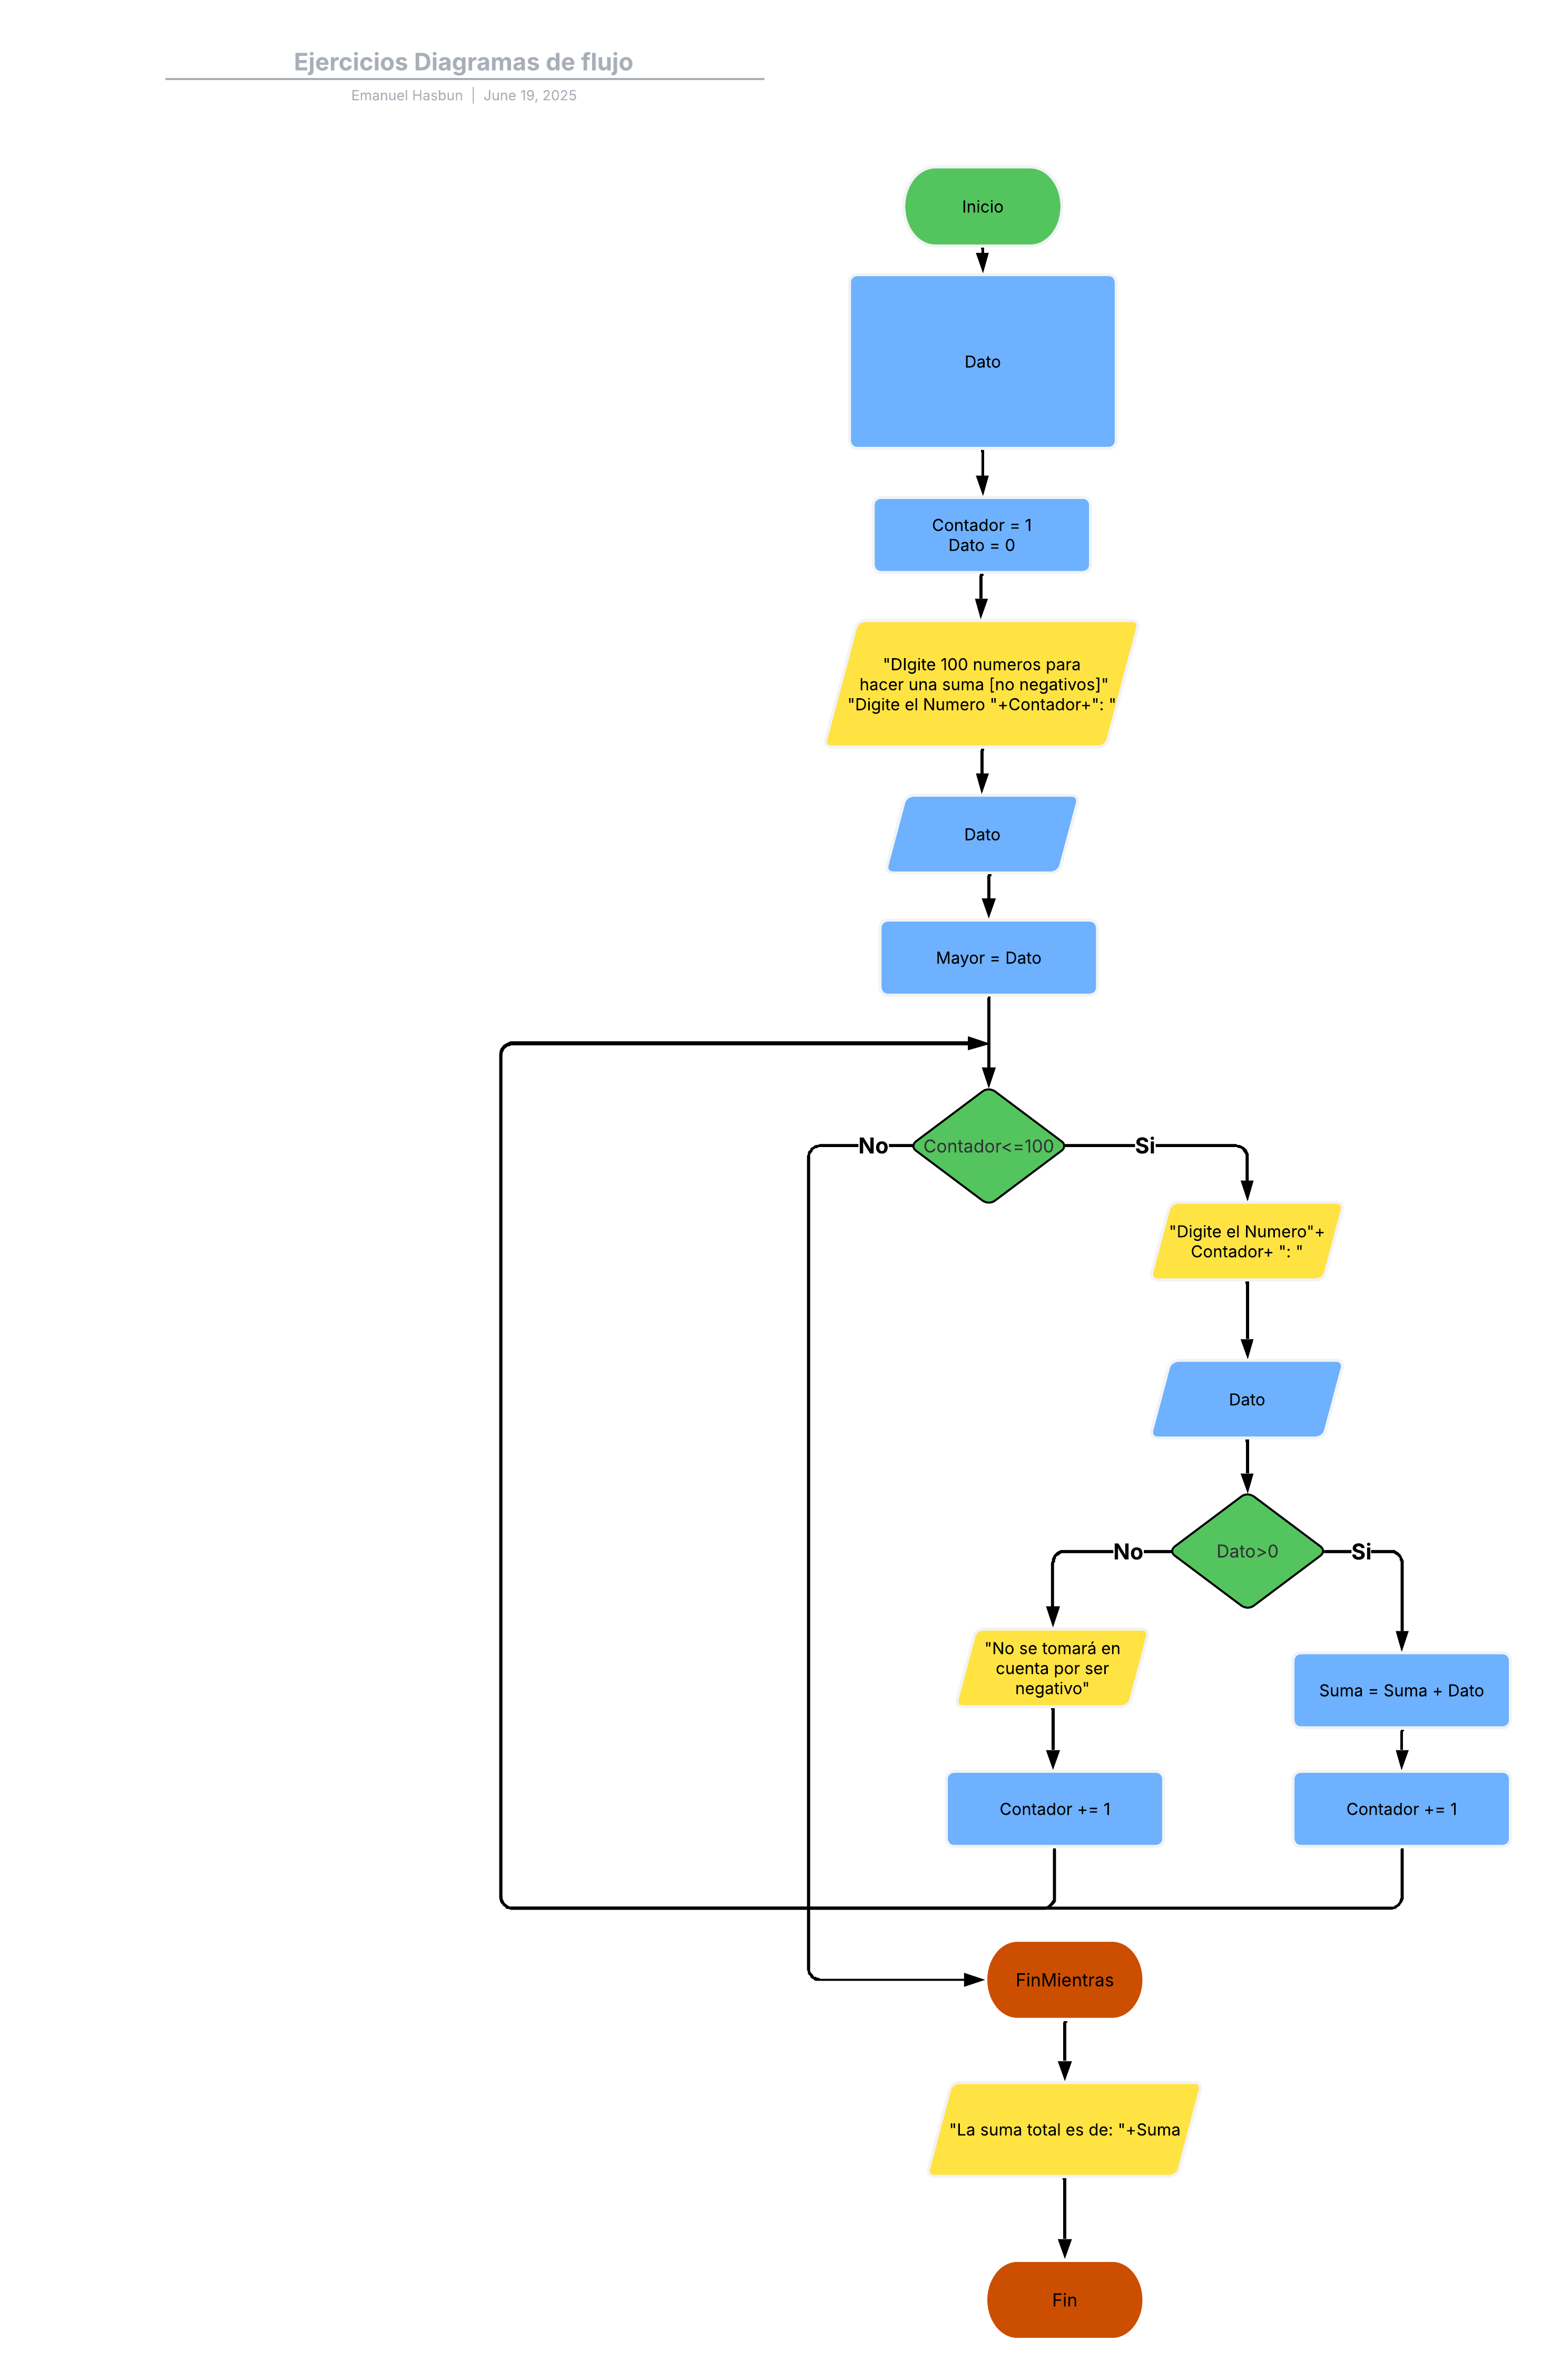 Ejercicios Diagramas de flujo
Emanuel Hasbun | June 19, 2025
Inicio
Dato
Contador = 1
Dato = 0
"DIgite 100 numeros para
hacer una suma [no negativos]"
"Digite el Numero "+Contador+": "
Dato
Mayor = Dato
No
Contador<=100
Si
"Digite el Numero"+
Contador+ ": "
Dato
No
Dato>0
Si
"No se tomará en
cuenta por ser
negativo"
Suma = Suma + Dato
Contador += 1
Contador += 1
FinMientras
"La suma total es de: "+Suma
Fin